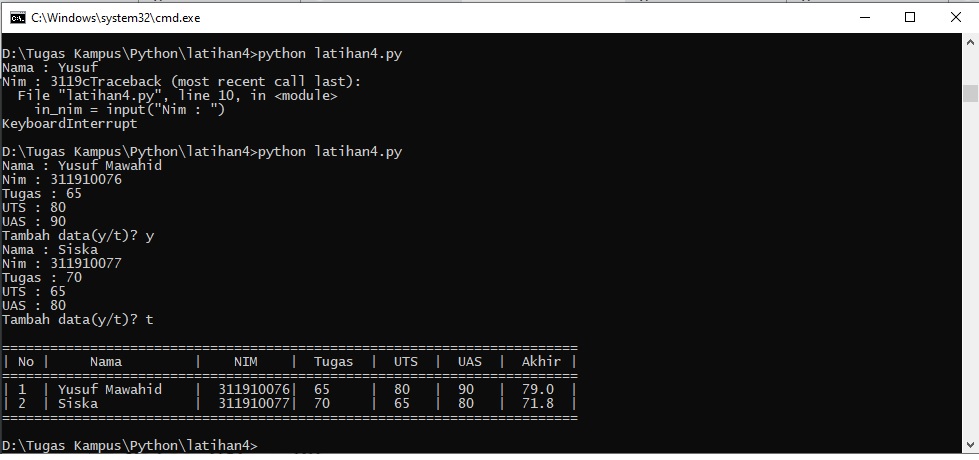 C:\Windows\system32\cmd.exe
D:\Tugas Kampus\Python\latihan4>python latihan4.py
Nama : Yusuf
Nim : 3119cTraceback (most recent call last):
  File "latihan4.py", line 10, in <module>
    in_nim = input("Nim : ")
KeyboardInterrupt
D:\Tugas Kampus\Python\latihan4>python latihan4.py
Nama : Yusuf Mawahid
Nim : 311910076
Tugas : 65
UTS : 80
UAS : 90
Tambah data(y/t)? y
Nama : Siska
Nim : 311910077
Tugas : 70
UTS : 65
UAS : 80
Tambah data(y/t)? t
========================================================================
| No |     Nama         |    NIM    |  Tugas  |  UTS  |  UAS  |  Akhir |
========================================================================
| 1  | Yusuf Mawahid    |  311910076|  65     |  80   |  90   |  79.0  |
| 2  | Siska            |  311910077|  70     |  65   |  80   |  71.8  |
========================================================================
D:\Tugas Kampus\Python\latihan4>